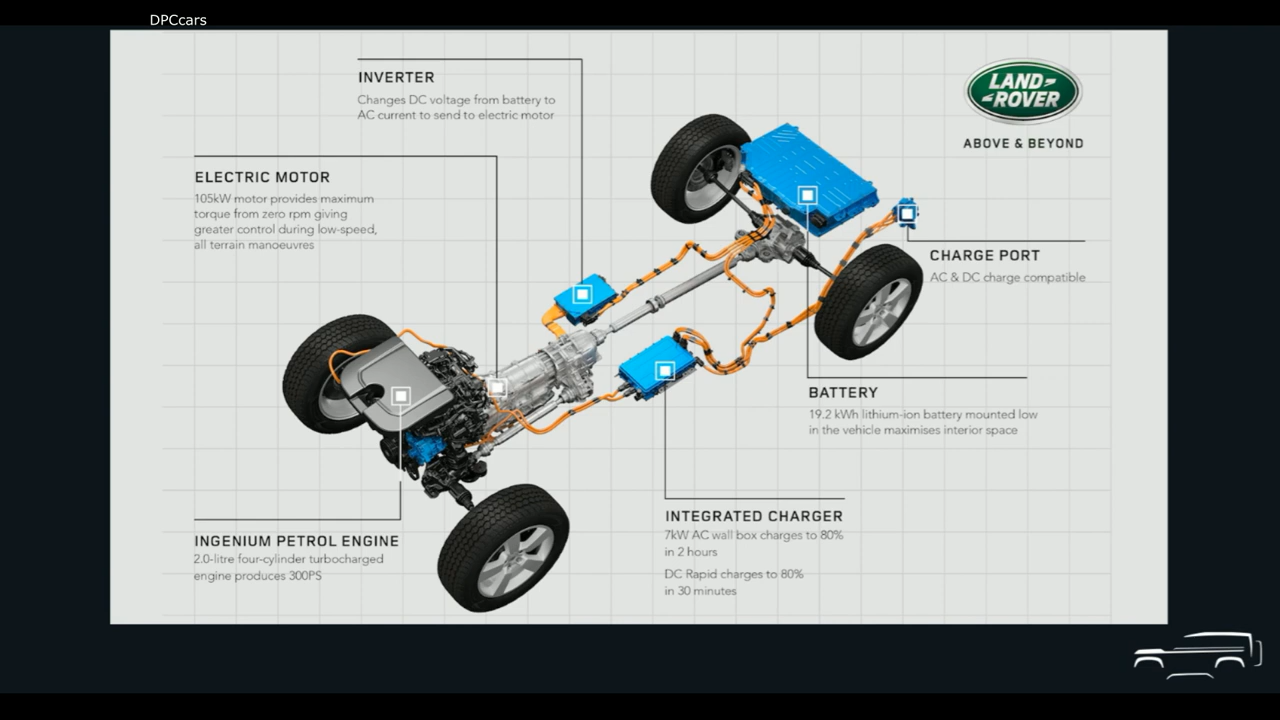 DPCcars
INVERTER
Changes DC voltage from battery to
AC current to send to electric motor
LAND
ROVER
ABOVE & BEYOND
ELECTRIC MOTOR
105kW motor provides maximum
torque from zero rpm giving
greater control during low-speed,
all terrain manoeuvres
CHARGE PORT
AC & DC charge compatible
BATTERY
19.2 kWh lithium-ion battery mounted low
in the vehicle maximises interior space
INTEGRATED CHARGER
7kW AC wall box charges to 80%
in 2 hours
DC Rapid charges to 80%
in 30 minutes
INGENIUM PETROL ENGINE
2.0-litre four-cylinder turbocharged
engine produces 300PS